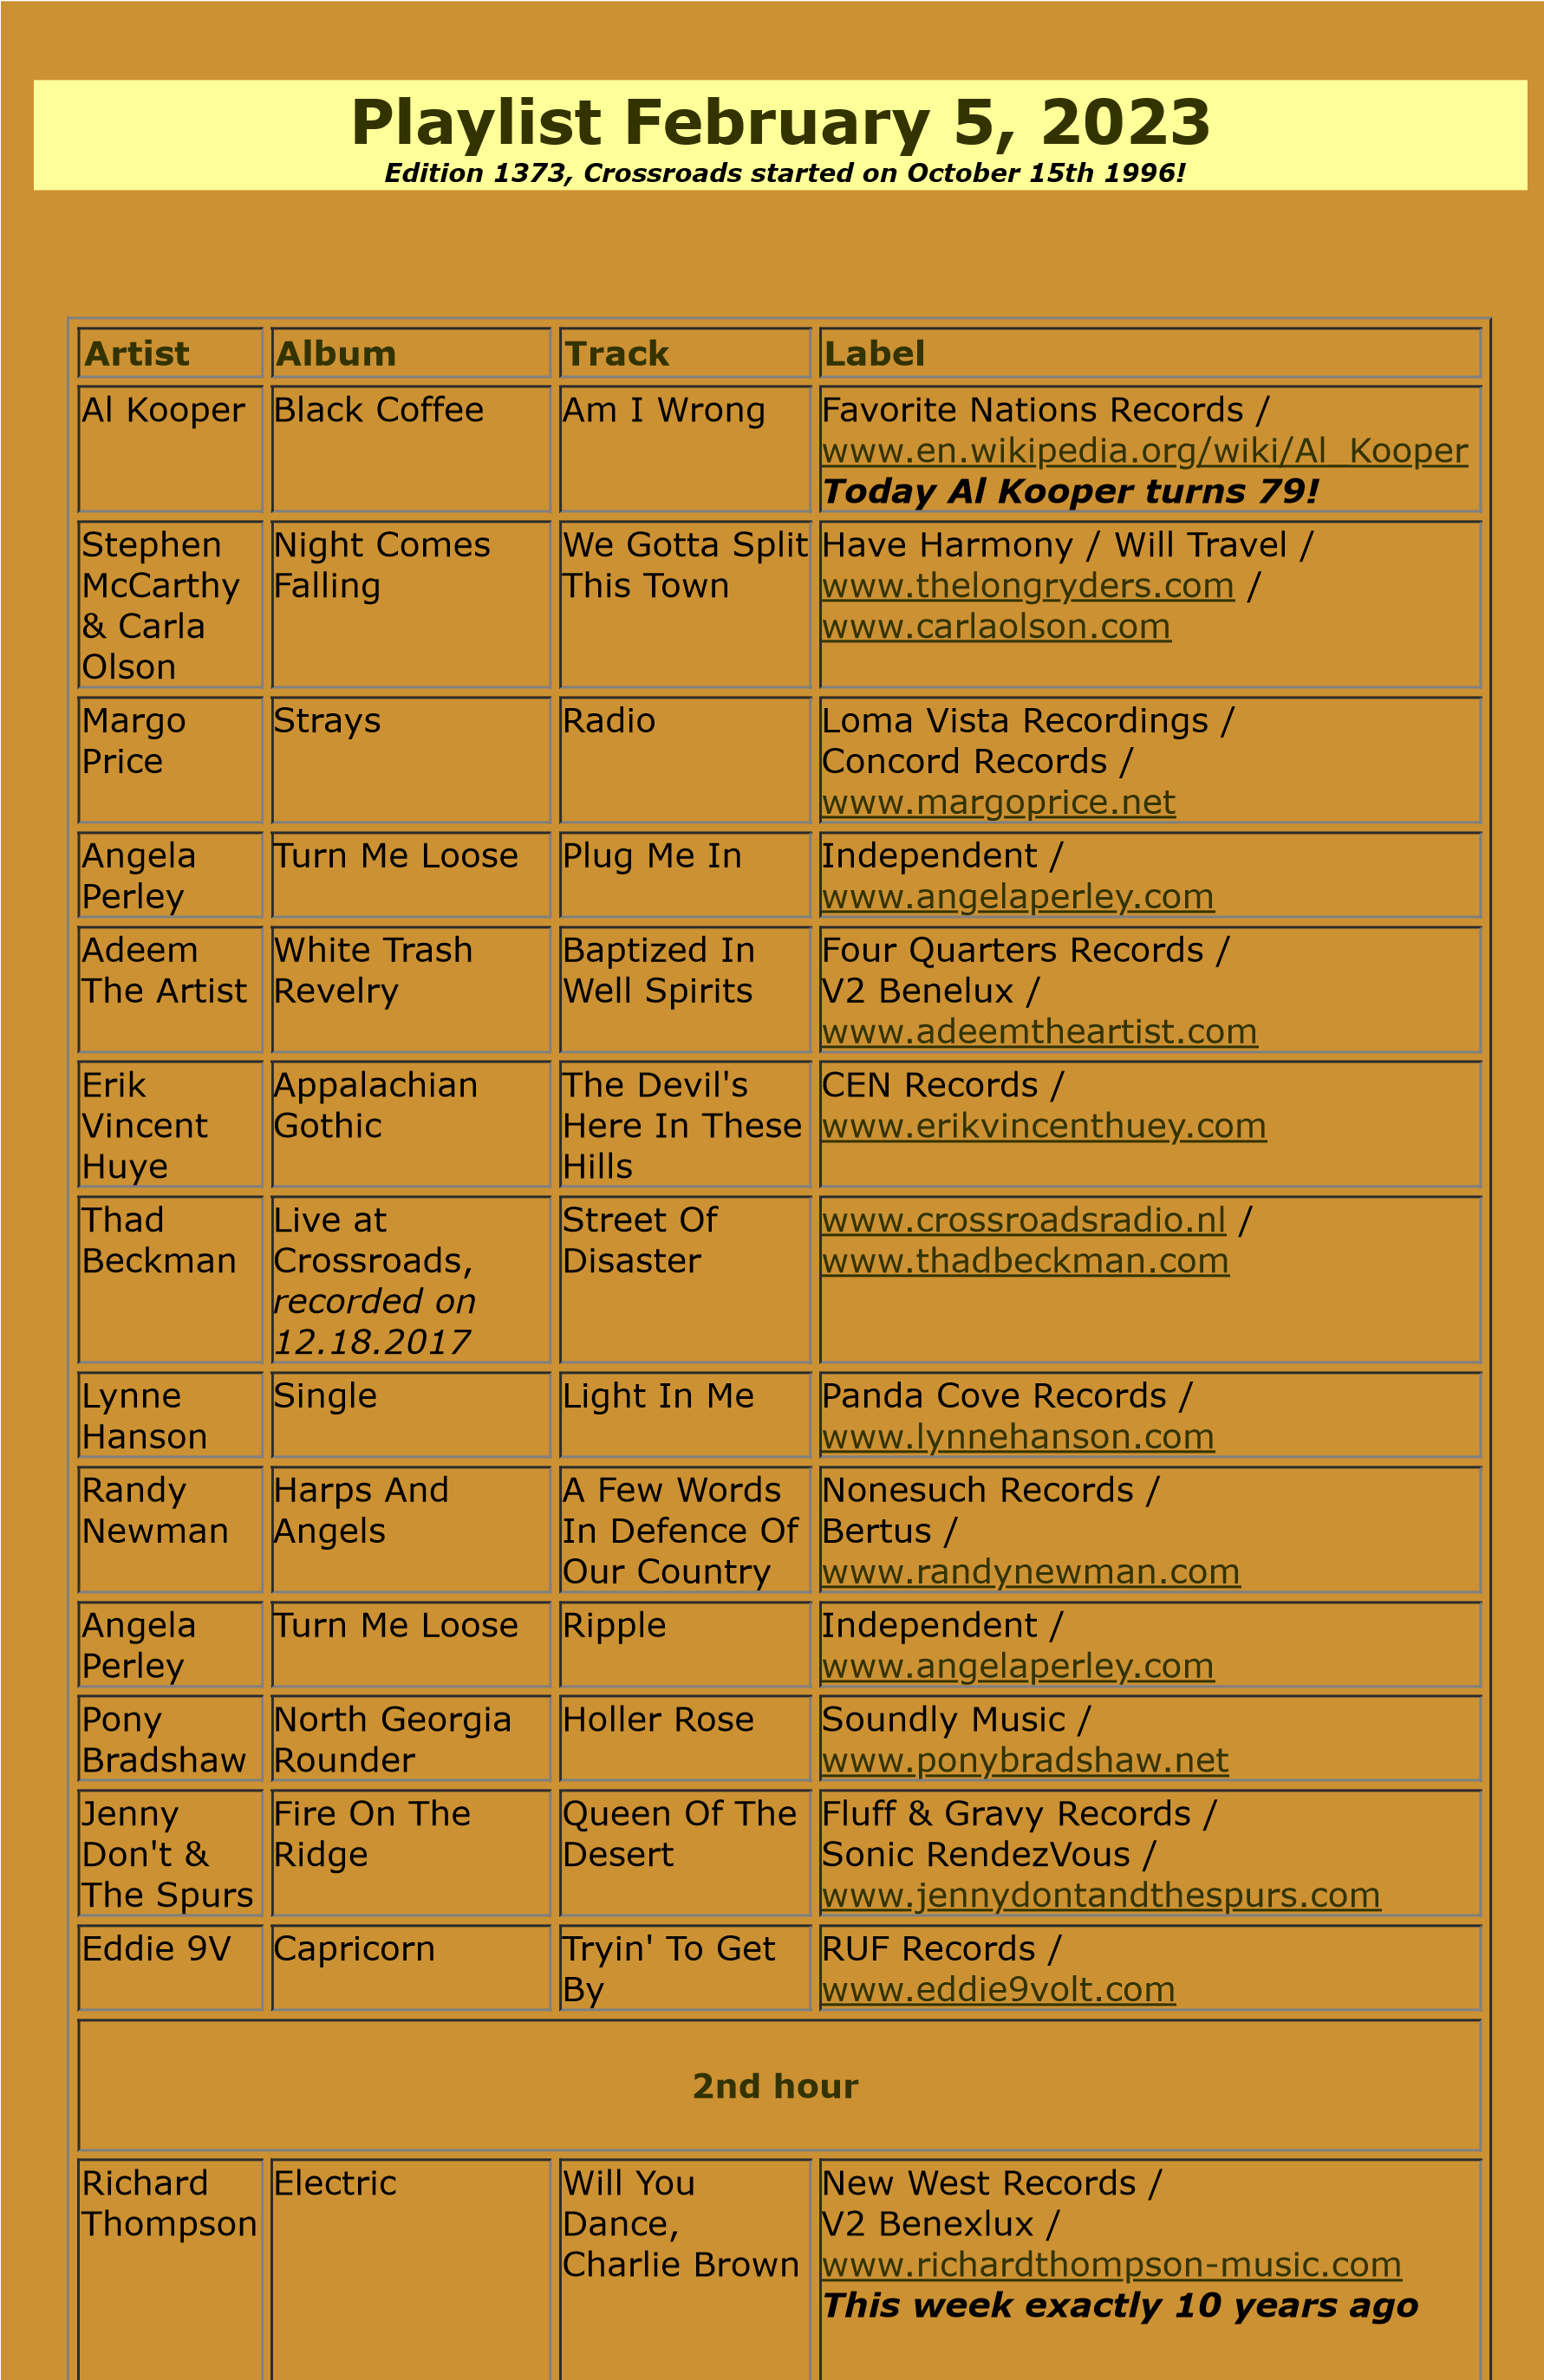 Playlist February 5, 2023
Edition 1373, Crossroads started on October 15th 1996!
Artist
Album
Track
Label
Al Kooper
Black Coffee
Am I Wrong
Favorite Nations Records /
www.en.wikipedia.org/wiki/Al_Kooper
Today Al Kooper turns 79!
Stephen
McCarthy
& Carla
Olson
Night Comes
Falling
We Gotta Split
This Town
Have Harmony / Will Travel /
www.thelongryders.com /
www.carlaolson.com
Margo
Price
Strays
Radio
Loma Vista Recordings /
Concord Records /
www.margoprice.net
Angela
Perley
Turn Me Loose
Plug Me In
Independent /
www.angelaperley.com
Adeem
The Artist
White Trash
Revelry
Baptized In
Well Spirits
Four Quarters Records /
V2 Benelux /
www.adeemtheartist.com
Erik
Vincent
Huye
Appalachian
Gothic
The Devil's
Here In These
Hills
CEN Records /
www.erikvincenthuey.com
Thad
Beckman
Live at
Crossroads,
recorded on
12.18.2017
Street Of
Disaster
www.crossroadsradio.nl /
www.thadbeckman.com
Lynne
Hanson
Single
Light In Me
Panda Cove Records /
www.lynnehanson.com
Randy
Newman
Harps And
Angels
A Few Words
In Defence Of
Our Country
Nonesuch Records /
Bertus /
www.randynewman.com
Angela
Perley
Turn Me Loose
Ripple
Independent /
www.angelaperley.com
Pony
Bradshaw
North Georgia
Rounder
Holler Rose
Soundly Music /
www.ponybradshaw.net
Jenny
Don't &
The Spurs
Fire On The
Ridge
Queen Of The
Desert
Fluff & Gravy Records /
Sonic RendezVous /
www.jennydontandthespurs.com
Eddie 9V
Capricorn
Tryin' To Get
By
RUF Records /
www.eddie9volt.com
2nd hour
Richard
Thompson
Electric
Will You
Dance,
Charlie Brown
New West Records /
V2 Benexlux /
www.richardthompson-music.com
This week exactly 10 years ago